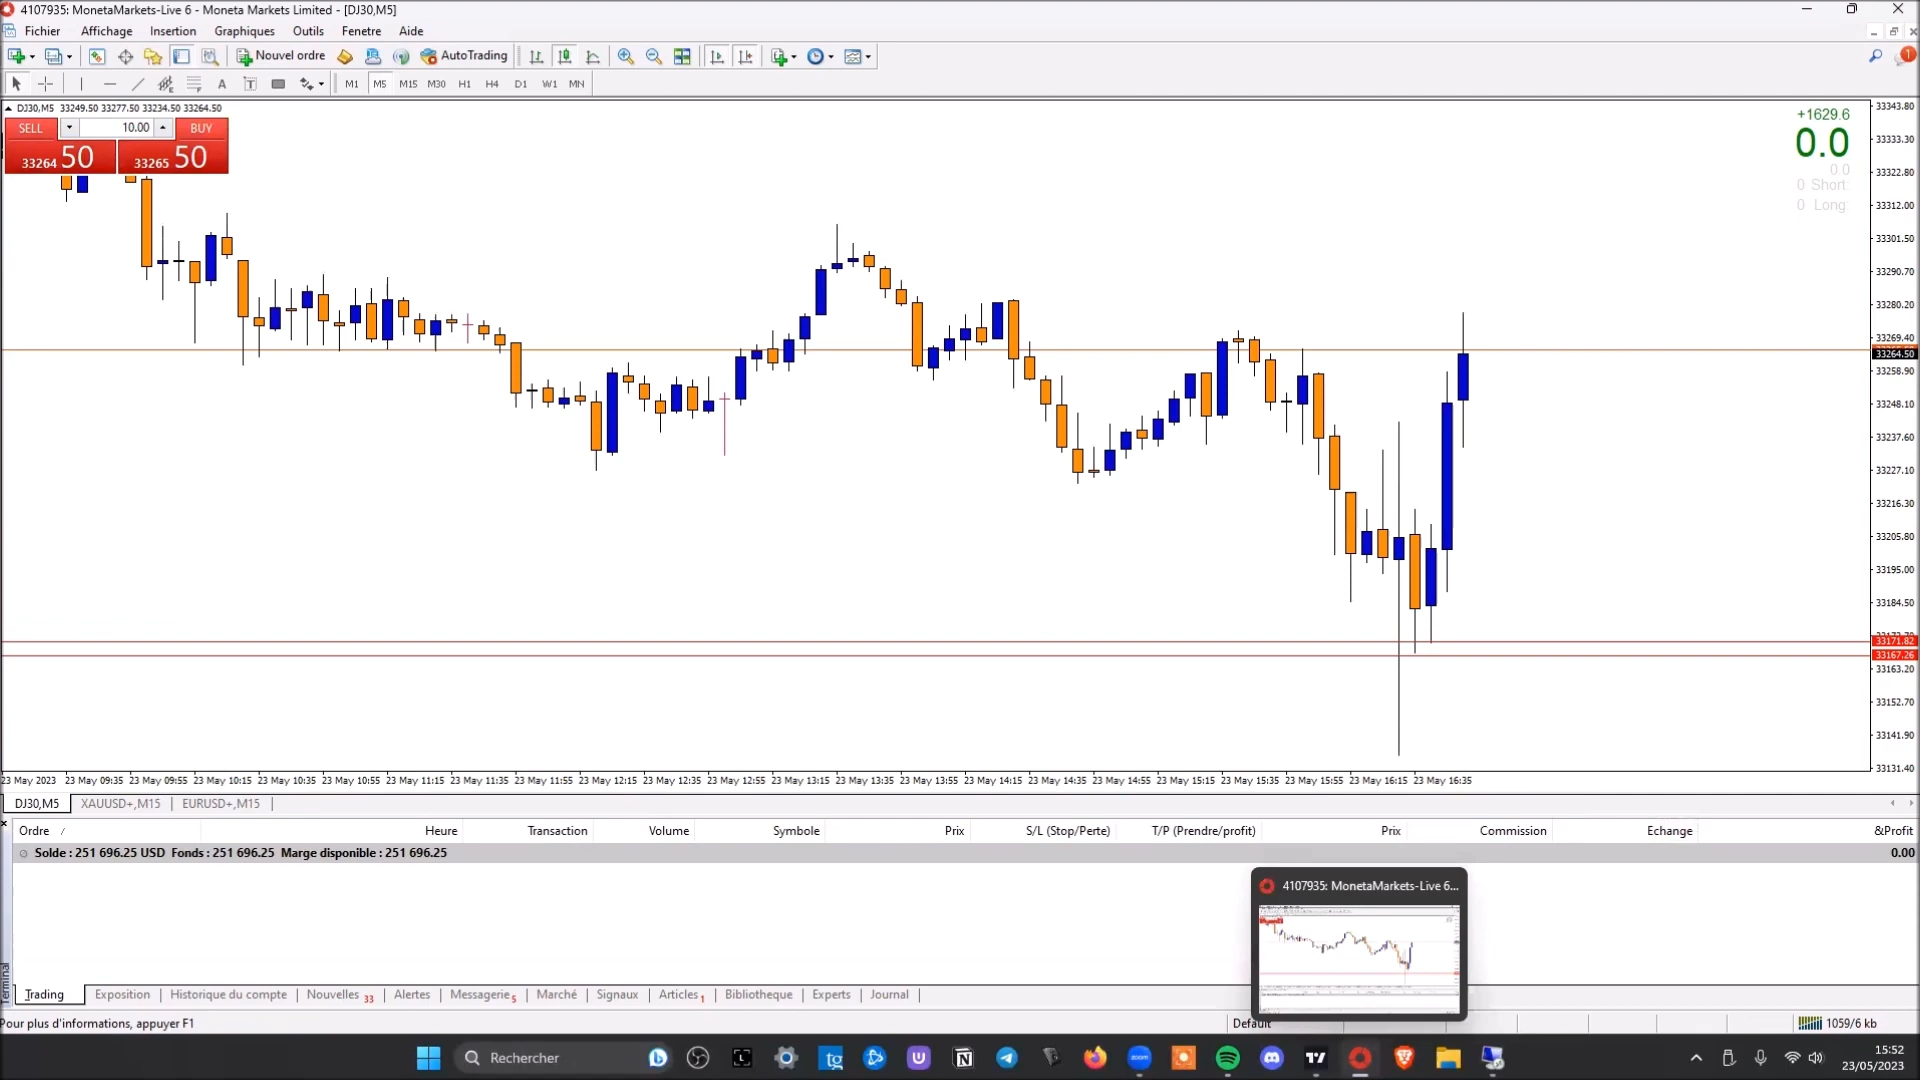 4107935: MonetaMarkets-Live 6 - Moneta Markets Limited - [DJ30,M5]
Fichier Affichage Insertion Graphiques Outils Fenetre Aide
Nouvel ordre AutoTrading
1
A T M1 M5 M15 M30 H1 H4 D1 W1 MN
DJ30,M5 33249.50 33277.50 33234.50 33264.50
SELL 10.00 BUY
33264 50 33265 50
+1629.6
0.0
0 0
0 Short:
0 Long:
33343.80
33333.30
33322.80
33312.00
33301.50
33290.70
33280.20
33269.40
33264.50
33258.90
33248.10
33237.60
33227.10
33216.30
33205.80
33195.00
33184.50
33171.82
33167.26
33163.20
33152.70
33141.90
33131.40
23 May 2023 23 May 09:35 23 May 09:55 23 May 10:15 23 May 10:35 23 May 10:55 23 May 11:15 23 May 11:35 23 May 11:55 23 May 12:15 23 May 12:35 23 May 12:55 23 May 13:15 23 May 13:35 23 May 13:55 23 May 14:15 23 May 14:35 23 May 14:55 23 May 15:15 23 May 15:35 23 May 15:55 23 May 16:15 23 May 16:35
DJ30,M5 XAUUSD+,M15 EURUSD+,M15
Ordre / Heure Transaction Volume Symbole Prix S/L (Stop/Perte) T/P (Prendre/profit) Prix Commission Echange &Profit
Solde : 251 696.25 USD Fonds : 251 696.25 Marge disponible : 251 696.25 0.00
4107935: MonetaMarkets-Live 6...
Terminal
Trading Exposition Historique du compte Nouvelles 33 Alertes Messagerie 5 Marché Signaux Articles 1 Bibliotheque Experts Journal
Pour plus d'informations, appuyer F1 Default 1059/6 kb
Rechercher
15:52
23/05/2023